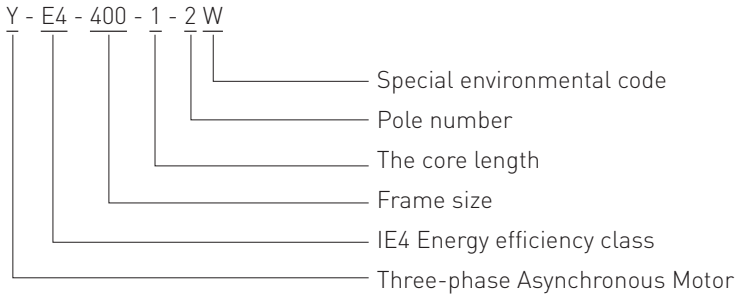 Y - E4 - 400 - 1 - 2 W
Special environmental code
Pole number
The core length
Frame size
IE4 Energy efficiency class
Three-phase Asynchronous Motor